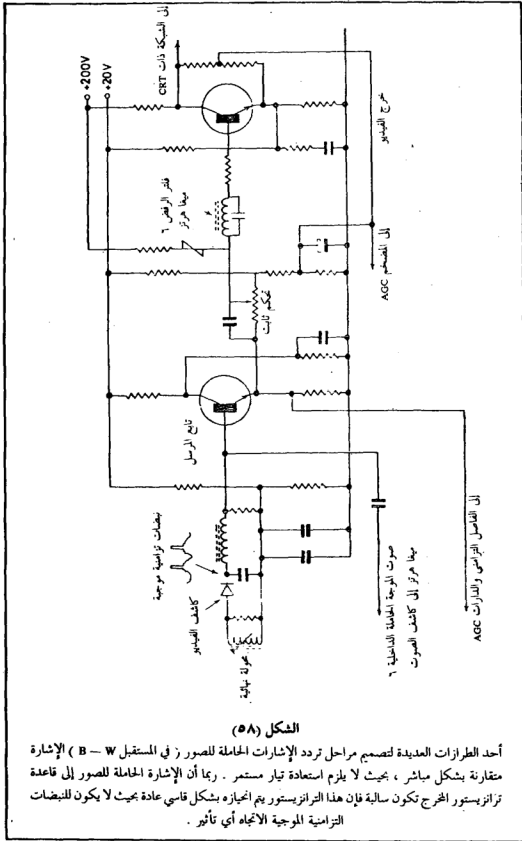 +200V
+20V
إلى الشبكة ذات CRT
خرج الفيديو
فلتر الرفض ٦
ميغا هرتز
إلى المضخم
AGC
تحكم ثابت
تابع المرسل
نبضات تزامنية موجبة
كاشف الفيديو
محولة نهائية
صوت الموجة الحاملة الداخلية ٦
ميغا هرتز إلى كاشف الصوت
إلى الفاصل التزامني والدارات
AGC
الشكل (٥٨)
أحد الطرازات العديدة لتصميم مراحل تردد الإشارات الحاملة للصور ( في المستقبل B — W ) الإشارة
متقارنة بشكل مباشر ، بحيث لا يلزم استعادة تيار مستمر . ربما أن الإشارة الحاملة للصور إلى قاعدة
ترانزيستور المخرج تكون سالبة فإن هذا الترانزيستور يتم انحيازه بشكل قاسي عادة بحيث لا يكون للنبضات
التزامنية الموجبة الاتجاه أي تأثير .